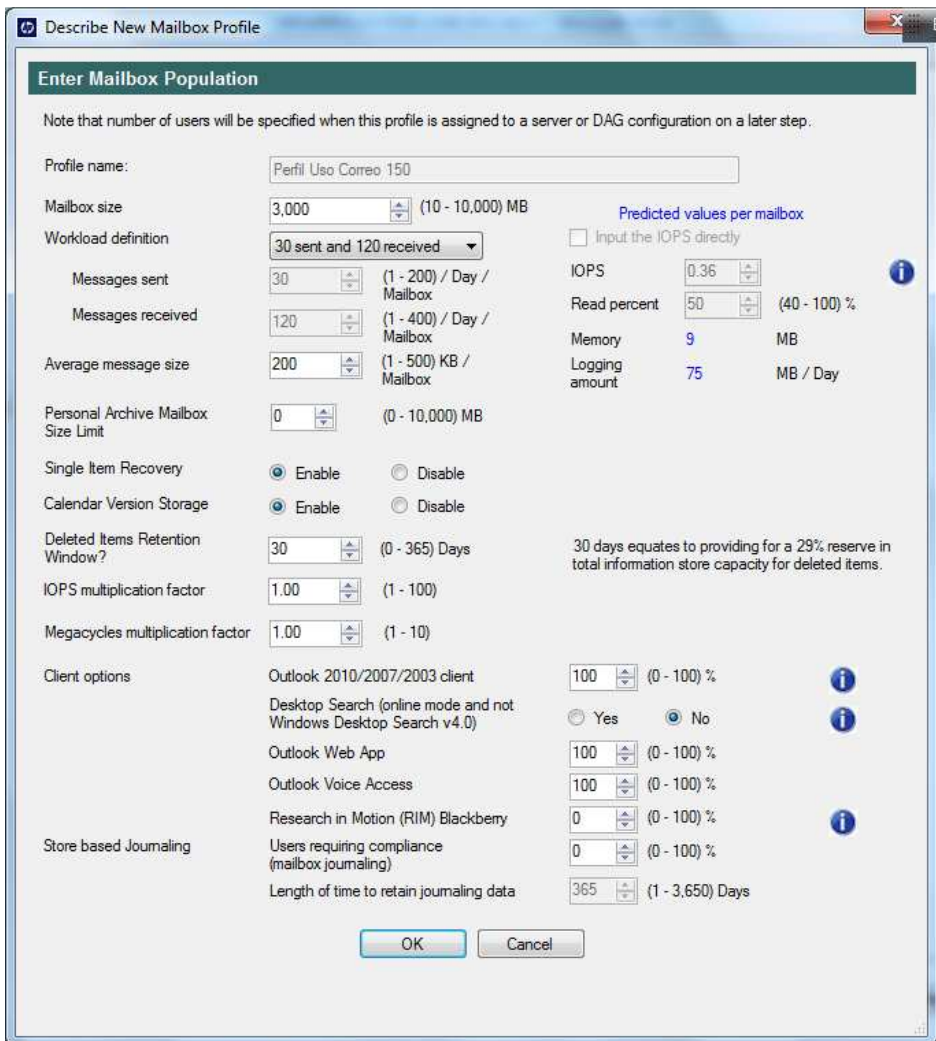 Describe New Mailbox Profile
Enter Mailbox Population
Note that number of users will be specified when this profile is assigned to a server or DAG configuration on a later step.
Profile name: Perfil Uso Correo 150
Mailbox size 3,000 (10 - 10,000) MB
Predicted values per mailbox
Workload definition 30 sent and 120 received
Input the IOPS directly
Messages sent 30 (1 - 200) / Day /
Mailbox
IOPS 0.36
Messages received 120 (1 - 400) / Day /
Mailbox
Read percent 50 (40 - 100) %
Memory 9 MB
Average message size 200 (1 - 500) KB /
Mailbox
Logging
amount 75 MB / Day
Personal Archive Mailbox
Size Limit 0 (0 - 10,000) MB
Single Item Recovery Enable Disable
Calendar Version Storage Enable Disable
Deleted Items Retention
Window? 30 (0 - 365) Days
30 days equates to providing for a 29% reserve in
total information store capacity for deleted items.
IOPS multiplication factor 1.00 (1 - 100)
Megacycles multiplication factor 1.00 (1 - 10)
Client options Outlook 2010/2007/2003 client 100 (0 - 100) %
Desktop Search (online mode and not
Windows Desktop Search v4.0) Yes No
Outlook Web App 100 (0 - 100) %
Outlook Voice Access 100 (0 - 100) %
Research in Motion (RIM) Blackberry 0 (0 - 100) %
Store based Journaling Users requiring compliance
(mailbox journaling) 0 (0 - 100) %
Length of time to retain journaling data 365 (1 - 3,650) Days
OK Cancel